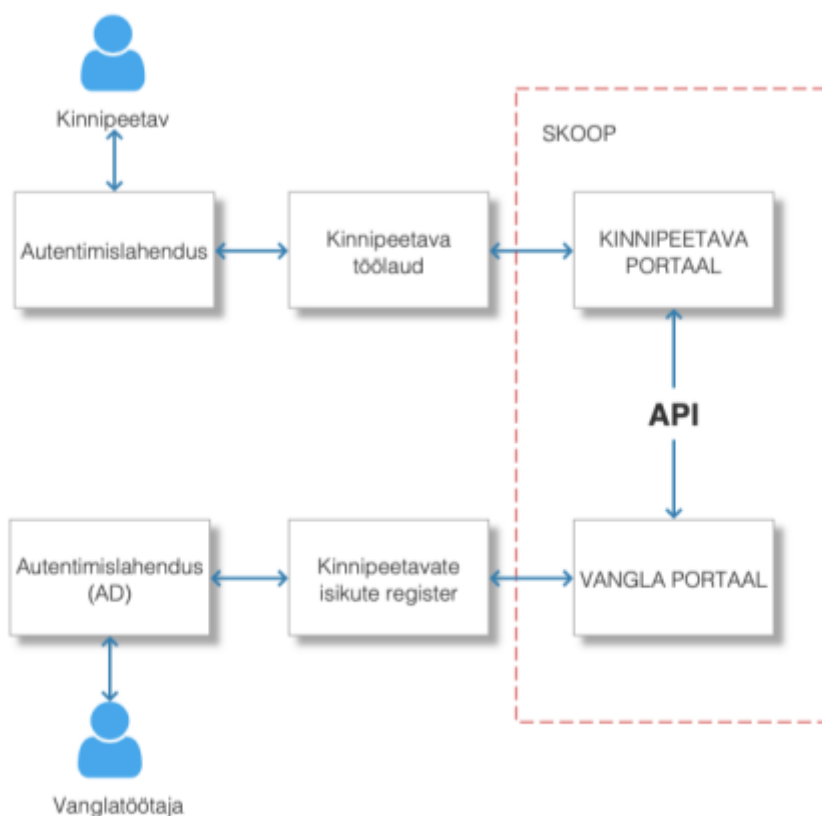 Kinnipeetav
SKOOP
Autentimislahendus
Kinnipeetava
töölaud
KINNIPEETAVA
PORTAAL
API
Autentimislahendus
(AD)
Kinnipeetavate
isikute register
VANGLA PORTAAL
Vanglatöötaja